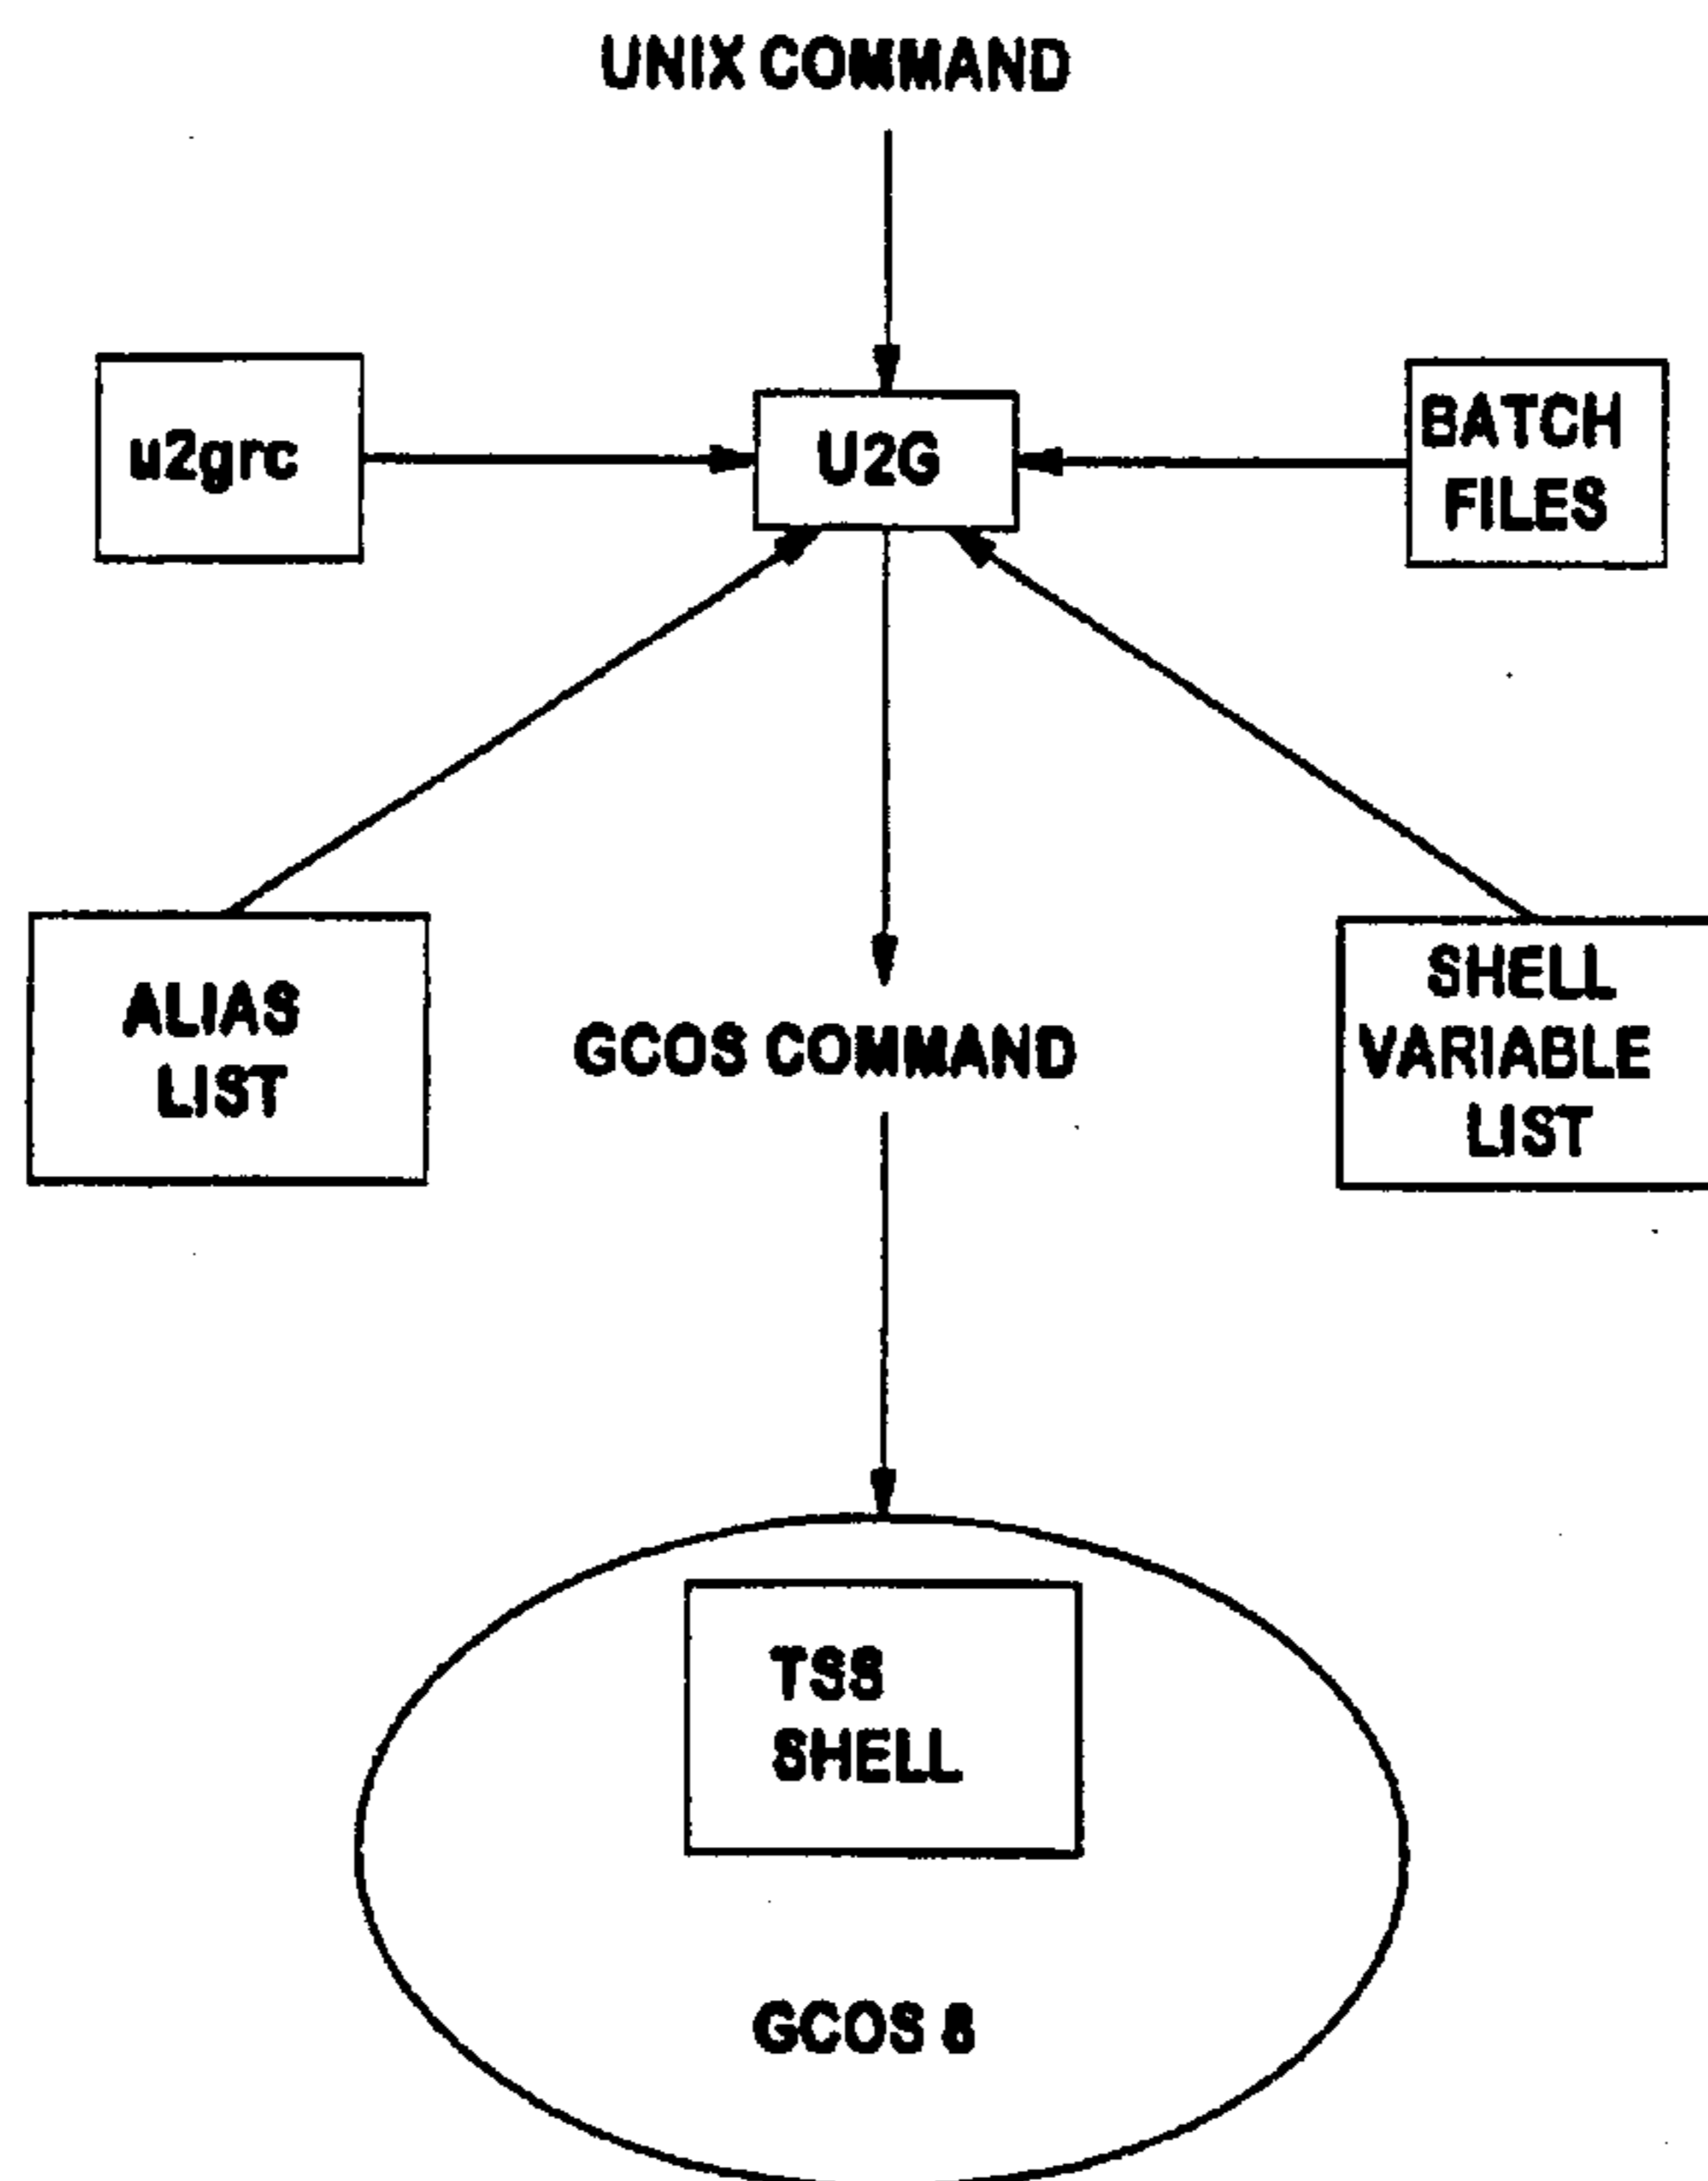 UNIX COMMAND
u2grc
U2G
BATCH
FILES
ALIAS
LIST
GCOS COMMAND
SHELL
VARIABLE
LIST
TSS
SHELL
GCOS 8